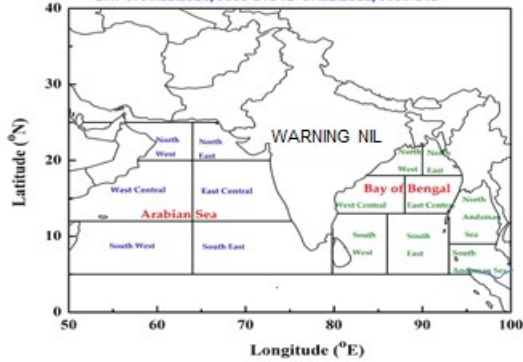 40
30
20
10
0
Latitude (°N)
WARNING NIL
North
West
North
East
West Central
East Central
Arabian Sea
South West
South East
North
West
North
East
Bay of Bengal
West Central
East Central
South
West
South
East
North
Andaman
Sea
South
Andaman Sea
50 60 70 80 90 100
Longitude (°E)